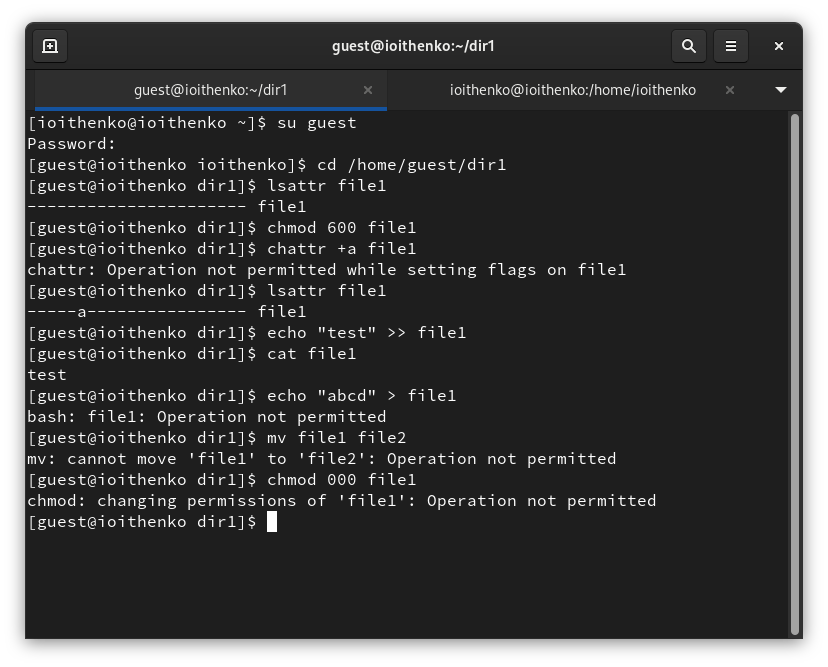 guest@ioithenko:~/dir1
guest@ioithenko:~/dir1
ioithenko@ioithenko:/home/ioithenko
[ioithenko@ioithenko ~]$ su guest
Password:
[guest@ioithenko ioithenko]$ cd /home/guest/dir1
[guest@ioithenko dir1]$ lsattr file1
---------------------- file1
[guest@ioithenko dir1]$ chmod 600 file1
[guest@ioithenko dir1]$ chattr +a file1
chattr: Operation not permitted while setting flags on file1
[guest@ioithenko dir1]$ lsattr file1
-----a---------------- file1
[guest@ioithenko dir1]$ echo "test" >> file1
[guest@ioithenko dir1]$ cat file1
test
[guest@ioithenko dir1]$ echo "abcd" > file1
bash: file1: Operation not permitted
[guest@ioithenko dir1]$ mv file1 file2
mv: cannot move 'file1' to 'file2': Operation not permitted
[guest@ioithenko dir1]$ chmod 000 file1
chmod: changing permissions of 'file1': Operation not permitted
[guest@ioithenko dir1]$